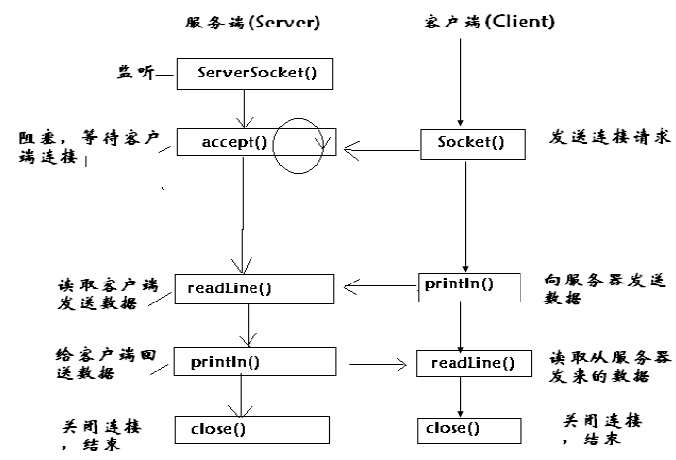 服务端(Server)
客户端(Client)
监听
ServerSocket()
阻塞，等待客户
端连接
accept()
Socket()
发送连接请求
读取客户端
发送数据
readLine()
println()
向服务器发送
数据
给客户端回
送数据
println()
readLine()
读取从服务器
发来的数据
关闭连接
，结束
close()
close()
关闭连接
，结束